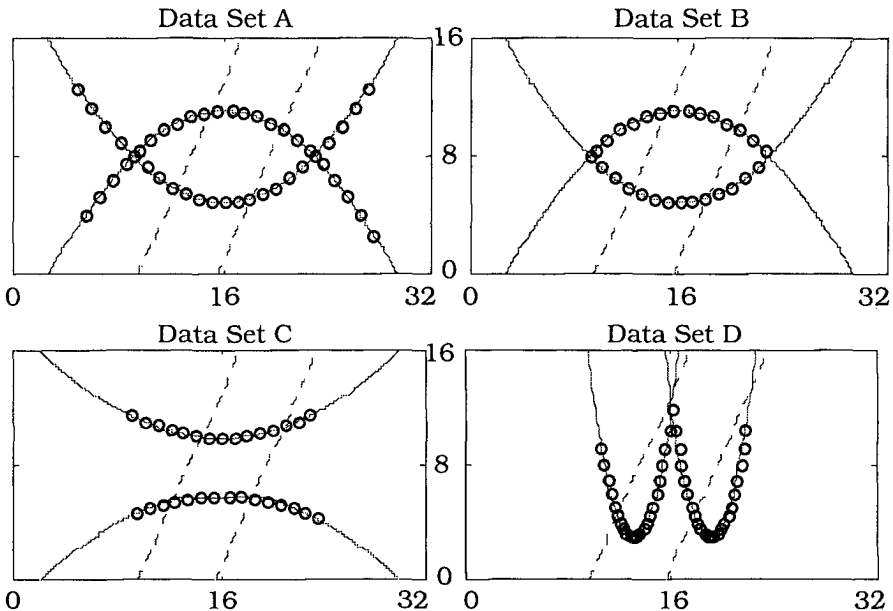 Data Set A
Data Set B
16
8
0
0 16 32
0 16 32
Data Set C
Data Set D
16
8
0
0 16 32
0 16 32